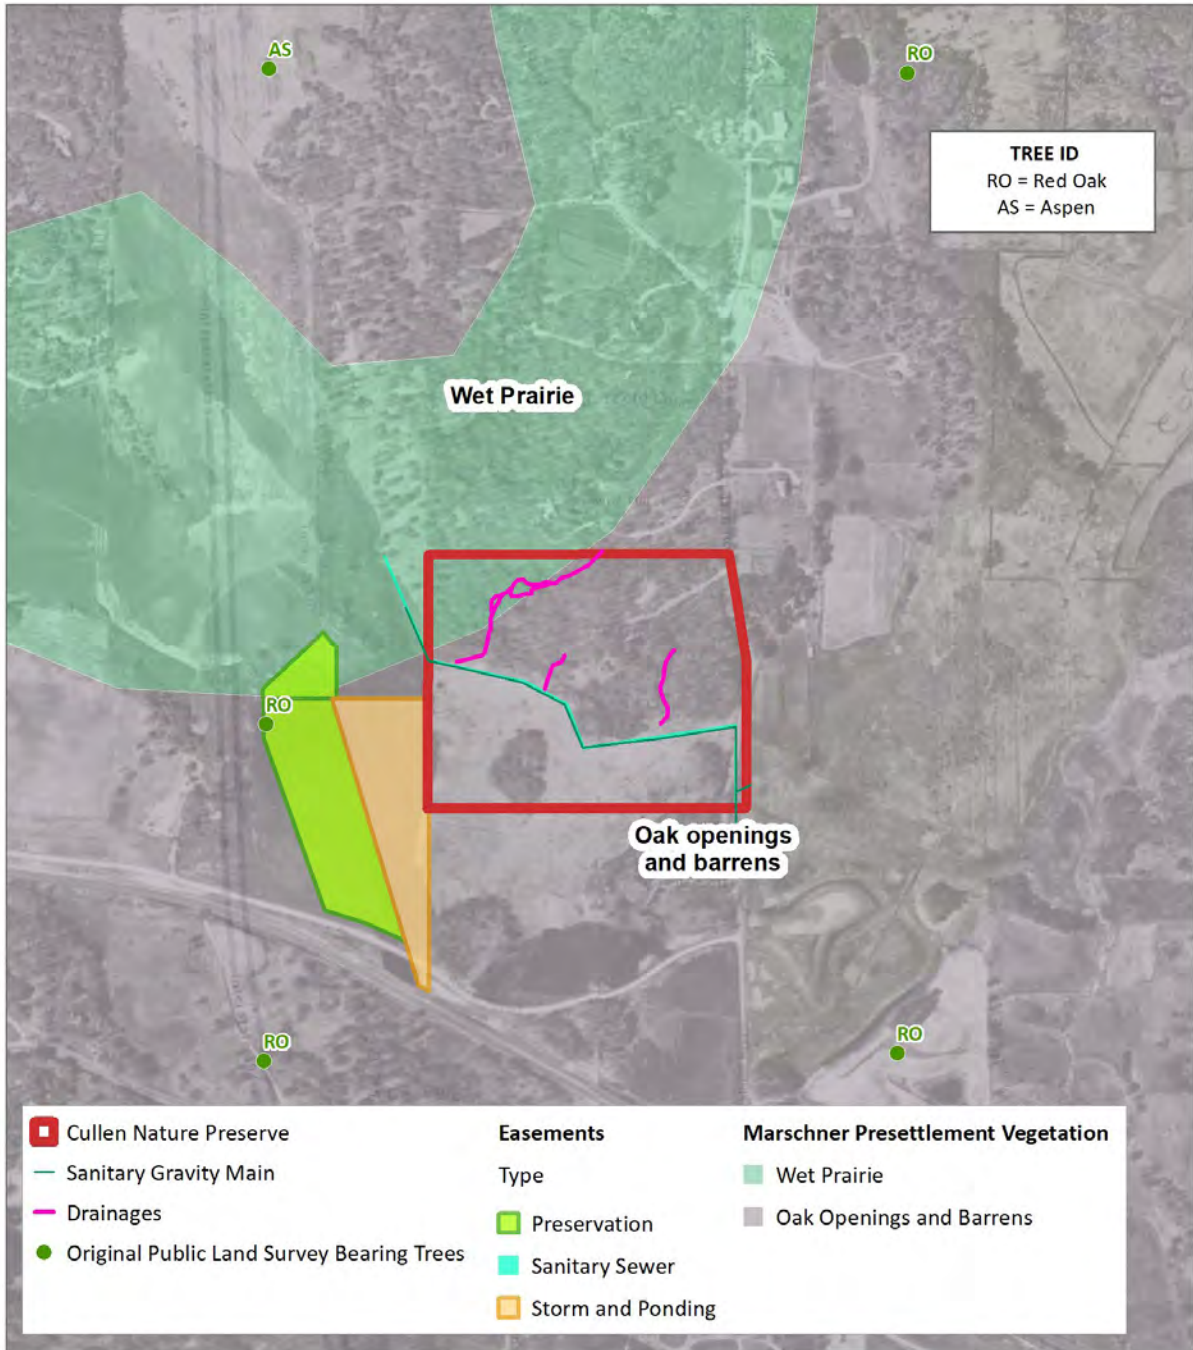 AS
RO
TREE ID
RO = Red Oak
AS = Aspen
Wet Prairie
RO
Oak openings
and barrens
RO
RO
Cullen Nature Preserve
Sanitary Gravity Main
Drainages
Original Public Land Survey Bearing Trees
Easements
Type
Preservation
Sanitary Sewer
Storm and Ponding
Marschner Presettlement Vegetation
Wet Prairie
Oak Openings and Barrens